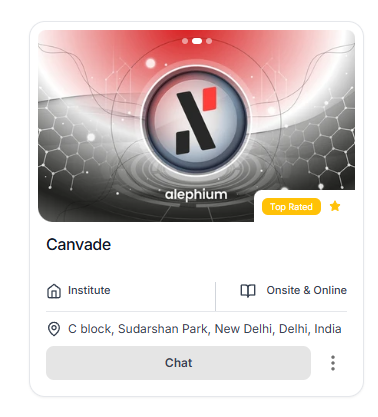 alephium
Top Rated
Canvade
Institute
Onsite & Online
C block, Sudarshan Park, New Delhi, Delhi, India
Chat